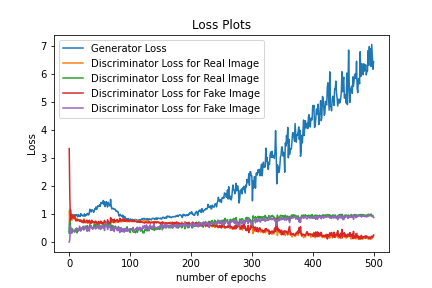 Loss Plots
Generator Loss
Discriminator Loss for Real Image
Discriminator Loss for Real Image
Discriminator Loss for Fake Image
Discriminator Loss for Fake Image
7
6
5
4
3
2
1
0
Loss
0 100 200 300 400 500
number of epochs